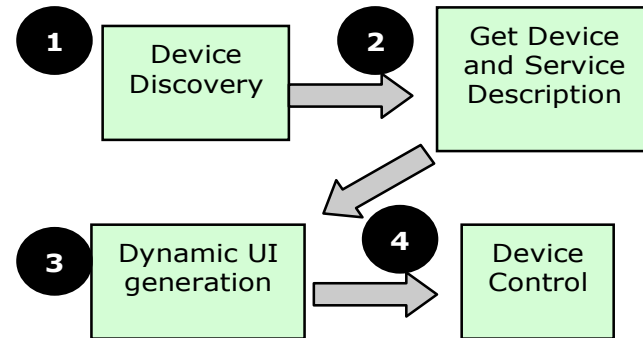 1
Device
Discovery
2
Get Device
and Service
Description
3
Dynamic UI
generation
4
Device
Control